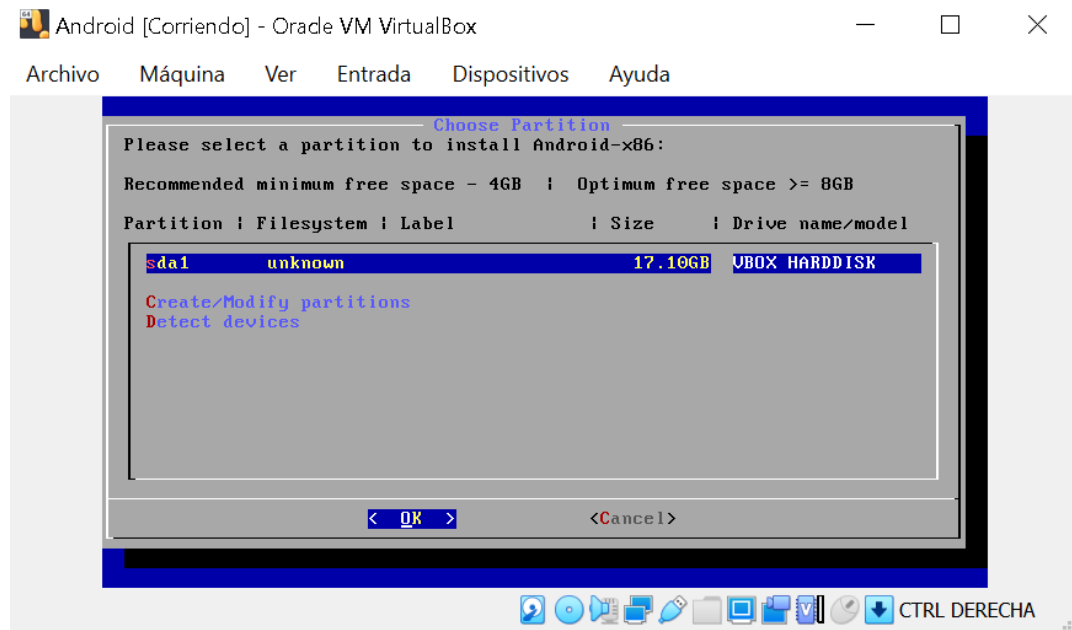 Android [Corriendo] - Oracle VM VirtualBox
Archivo Máquina Ver Entrada Dispositivos Ayuda
Choose Partition
Please select a partition to install Android-x86:
Recommended minimum free space - 4GB ¦ Optimum free space >= 8GB
Partition ¦ Filesystem ¦ Label ¦ Size ¦ Drive name/model
sda1 unknown 17.10GB VBOX HARDDISK
Create/Modify partitions
Detect devices
< OK > <Cancel>
CTRL DERECHA